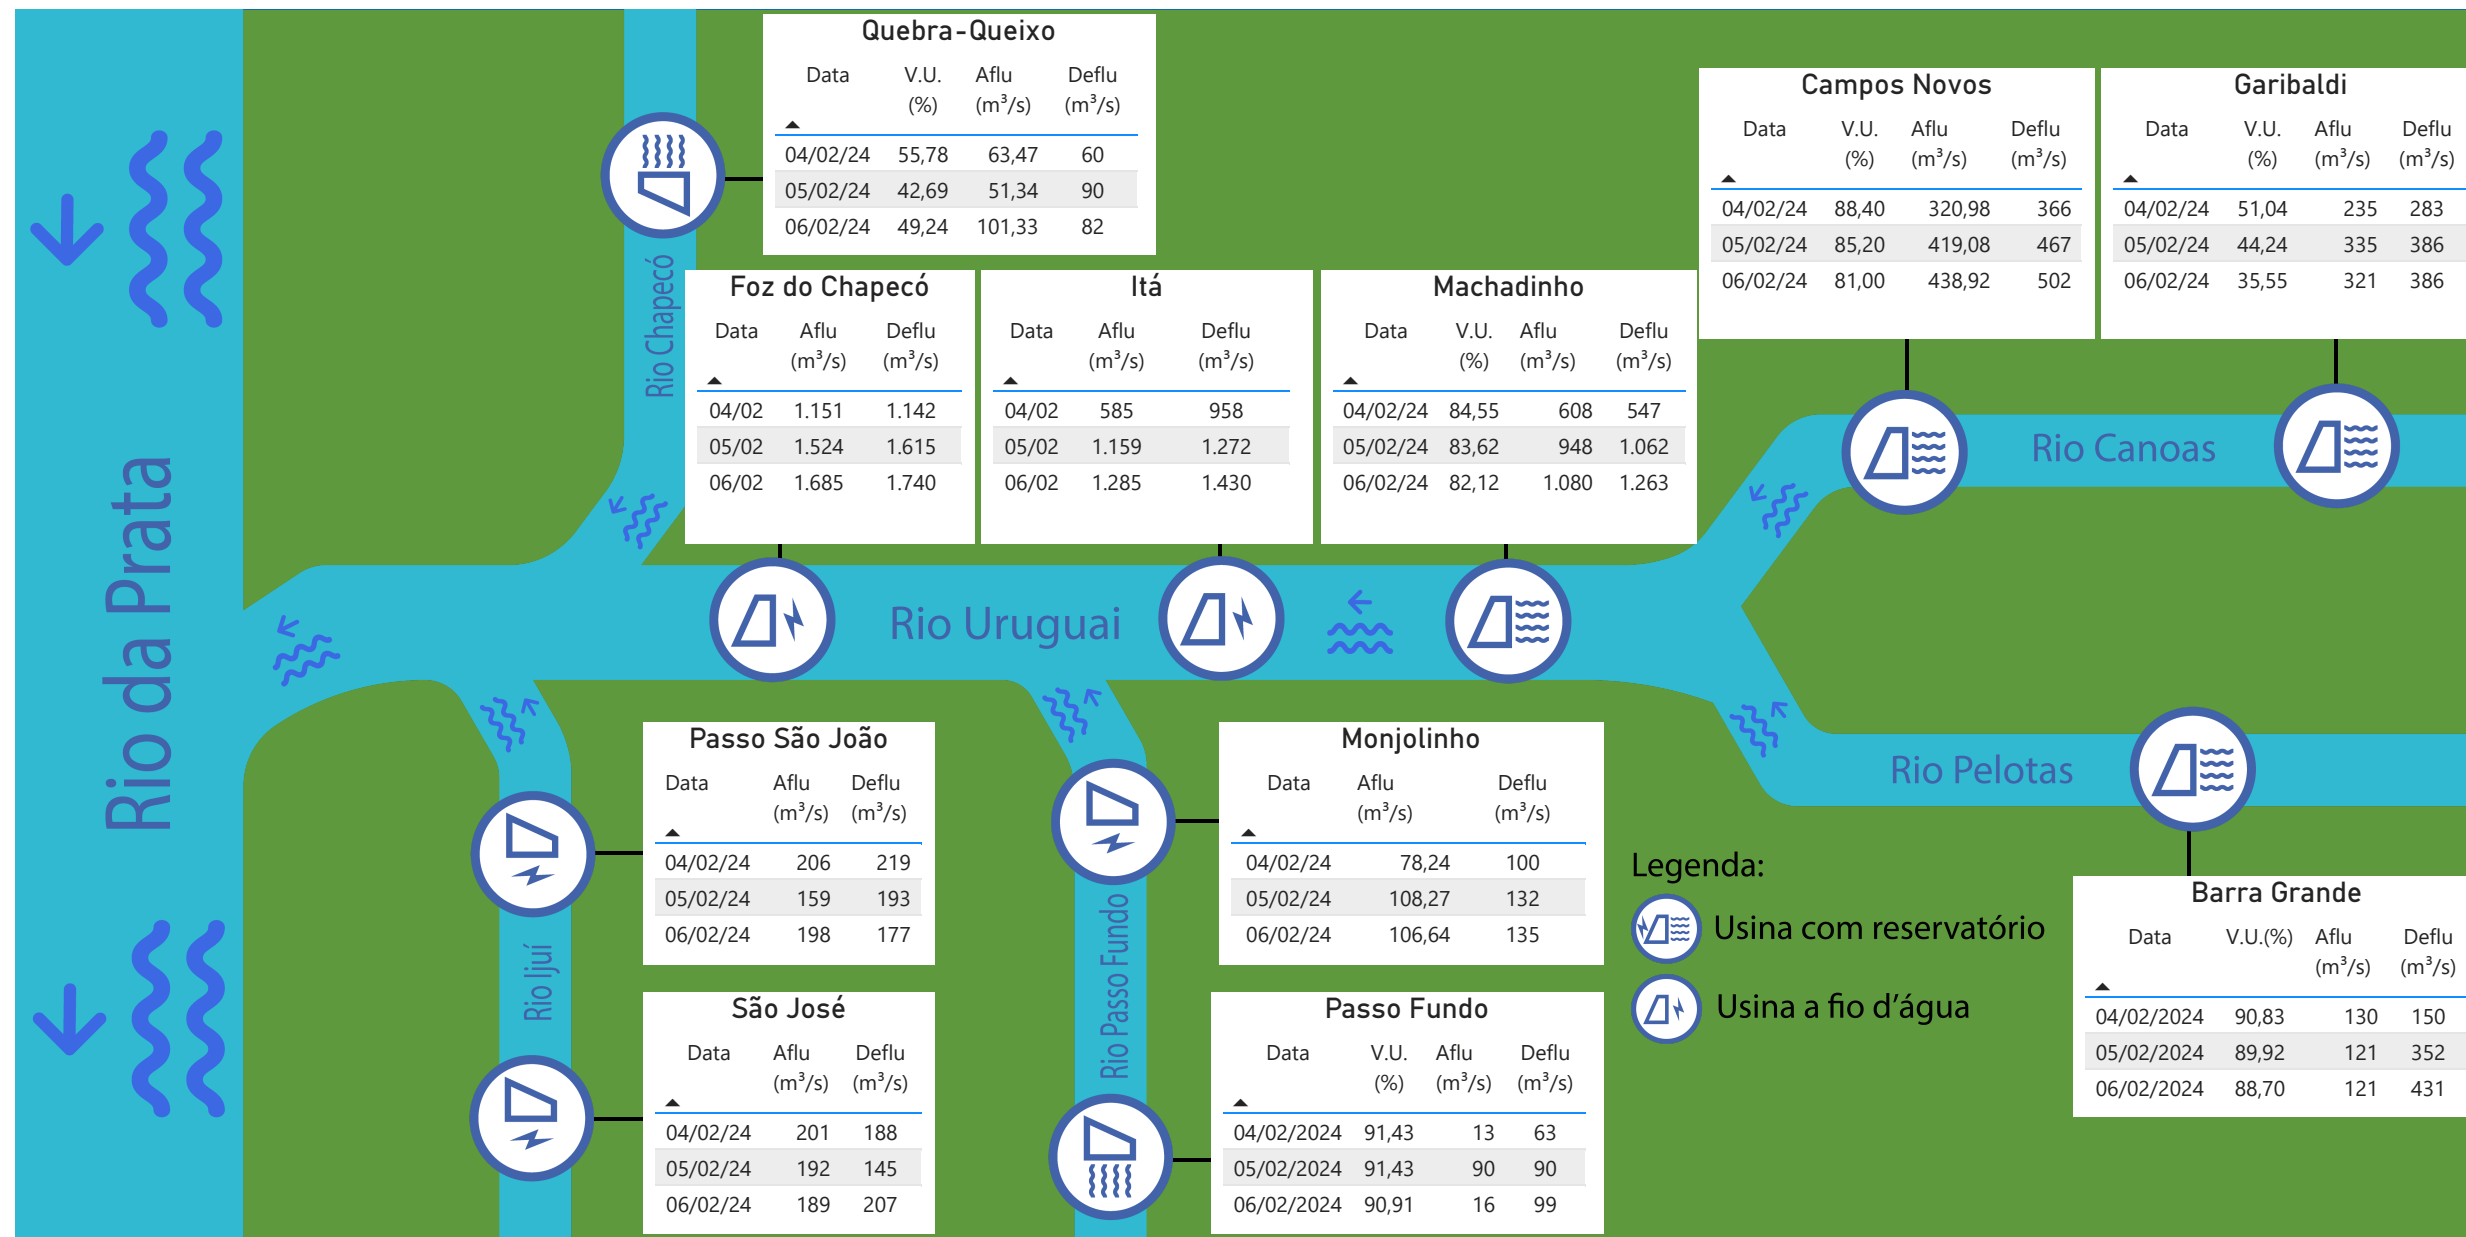 Quebra-Queixo
Data V.U. (%) Aflu (m³/s) Deflu (m³/s)
04/02/24 55,78 63,47 60
05/02/24 42,69 51,34 90
06/02/24 49,24 101,33 82
Campos Novos
Data V.U. (%) Aflu (m³/s) Deflu (m³/s)
04/02/24 88,40 320,98 366
05/02/24 85,20 419,08 467
06/02/24 81,00 438,92 502
Garibaldi
Data V.U. (%) Aflu (m³/s) Deflu (m³/s)
04/02/24 51,04 235 283
05/02/24 44,24 335 386
06/02/24 35,55 321 386
Foz do Chapecó
Data Aflu (m³/s) Deflu (m³/s)
04/02 1.151 1.142
05/02 1.524 1.615
06/02 1.685 1.740
Itá
Data Aflu (m³/s) Deflu (m³/s)
04/02 585 958
05/02 1.159 1.272
06/02 1.285 1.430
Machadinho
Data V.U. (%) Aflu (m³/s) Deflu (m³/s)
04/02/24 84,55 608 547
05/02/24 83,62 948 1.062
06/02/24 82,12 1.080 1.263
Rio Chapecó
Rio Canoas
Rio da Prata
Rio Uruguai
Rio Pelotas
Passo São João
Data Aflu (m³/s) Deflu (m³/s)
04/02/24 206 219
05/02/24 159 193
06/02/24 198 177
Monjolinho
Data Aflu (m³/s) Deflu (m³/s)
04/02/24 78,24 100
05/02/24 108,27 132
06/02/24 106,64 135
Legenda:
Usina com reservatório
Usina a fio d'água
Barra Grande
Data V.U.(%) Aflu (m³/s) Deflu (m³/s)
04/02/2024 90,83 130 150
05/02/2024 89,92 121 352
06/02/2024 88,70 121 431
Rio Ijuí
Rio Passo Fundo
São José
Data Aflu (m³/s) Deflu (m³/s)
04/02/24 201 188
05/02/24 192 145
06/02/24 189 207
Passo Fundo
Data V.U. (%) Aflu (m³/s) Deflu (m³/s)
04/02/2024 91,43 13 63
05/02/2024 91,43 90 90
06/02/2024 90,91 16 99